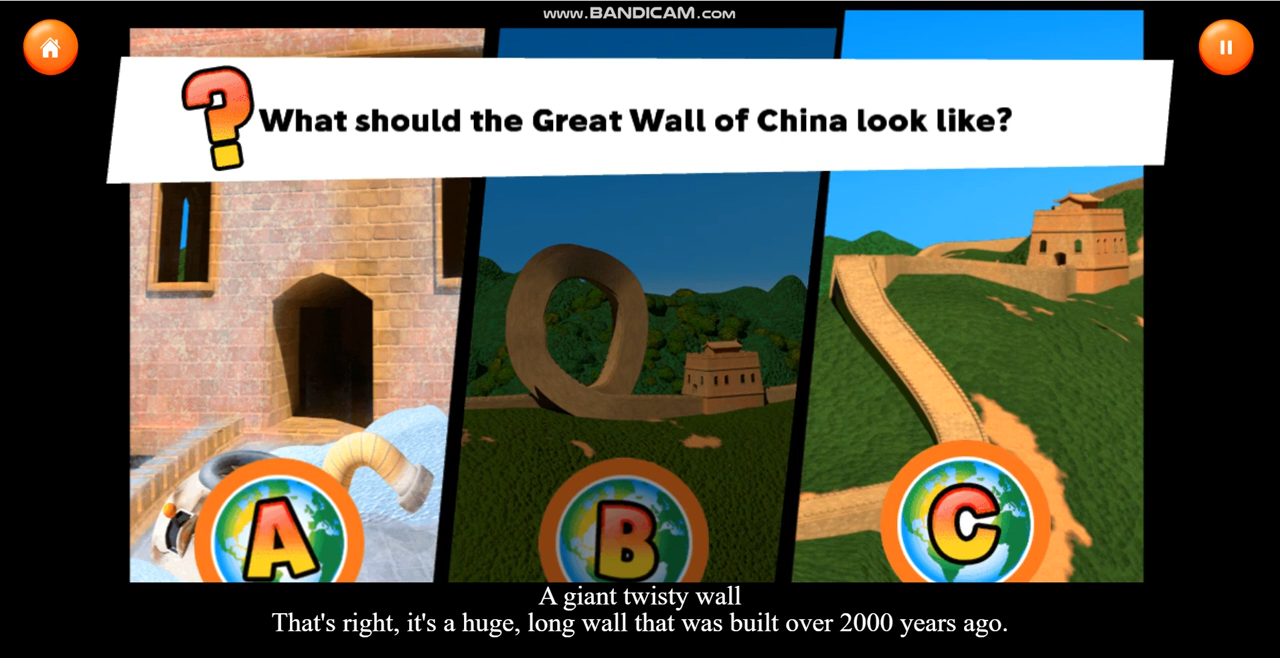 www.BANDICAM.com
?
What should the Great Wall of China look like?
A
B
C
A giant twisty wall
That's right, it's a huge, long wall that was built over 2000 years ago.